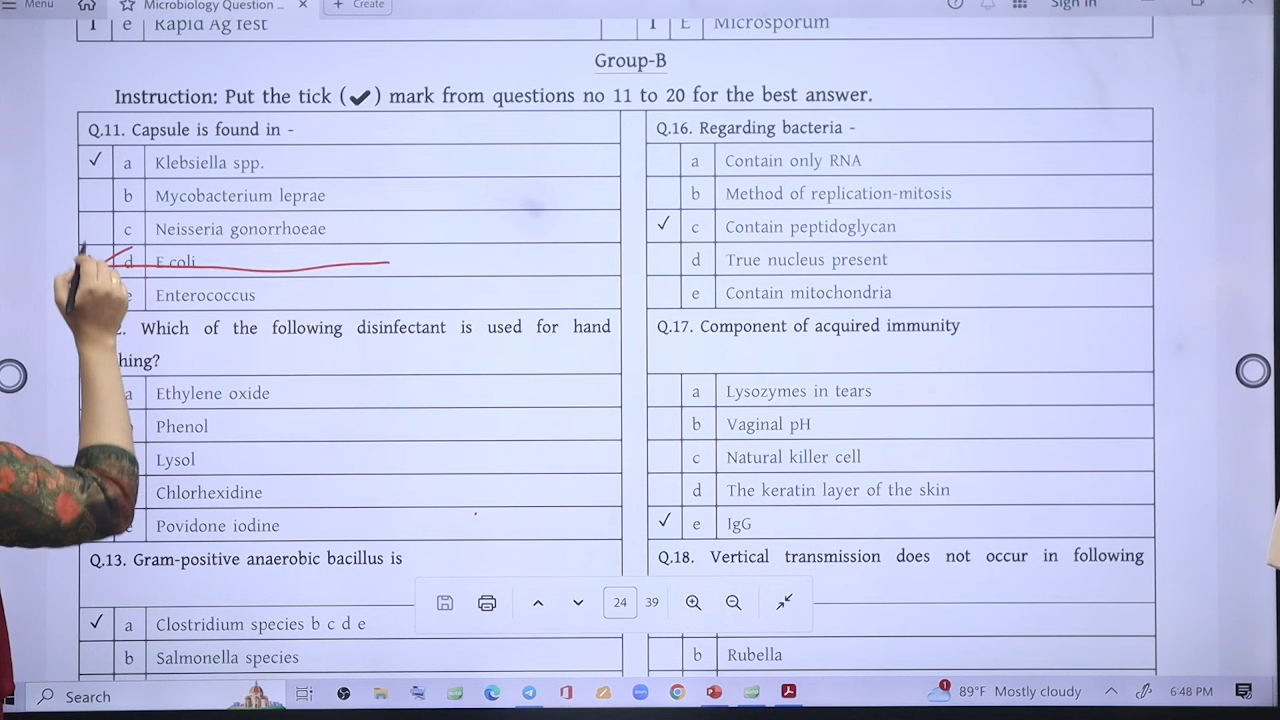 Menu
Microbiology Question ...
Create
Sign in
I e Rapid Ag test
I E Microsporum
Group-B
Instruction: Put the tick (✔) mark from questions no 11 to 20 for the best answer.
Q.11. Capsule is found in -
✓ a Klebsiella spp.
b Mycobacterium leprae
c Neisseria gonorrhoeae
d E coli
e Enterococcus
. Which of the following disinfectant is used for hand
hing?
a Ethylene oxide
Phenol
Lysol
Chlorhexidine
e Povidone iodine
Q.13. Gram-positive anaerobic bacillus is
✓ a Clostridium species b c d e
b Salmonella species
Q.16. Regarding bacteria -
a Contain only RNA
b Method of replication-mitosis
✓ c Contain peptidoglycan
d True nucleus present
e Contain mitochondria
Q.17. Component of acquired immunity
a Lysozymes in tears
b Vaginal pH
c Natural killer cell
d The keratin layer of the skin
✓ e IgG
Q.18. Vertical transmission does not occur in following
b Rubella
24 39
Search
1
89°F Mostly cloudy
6:48 PM